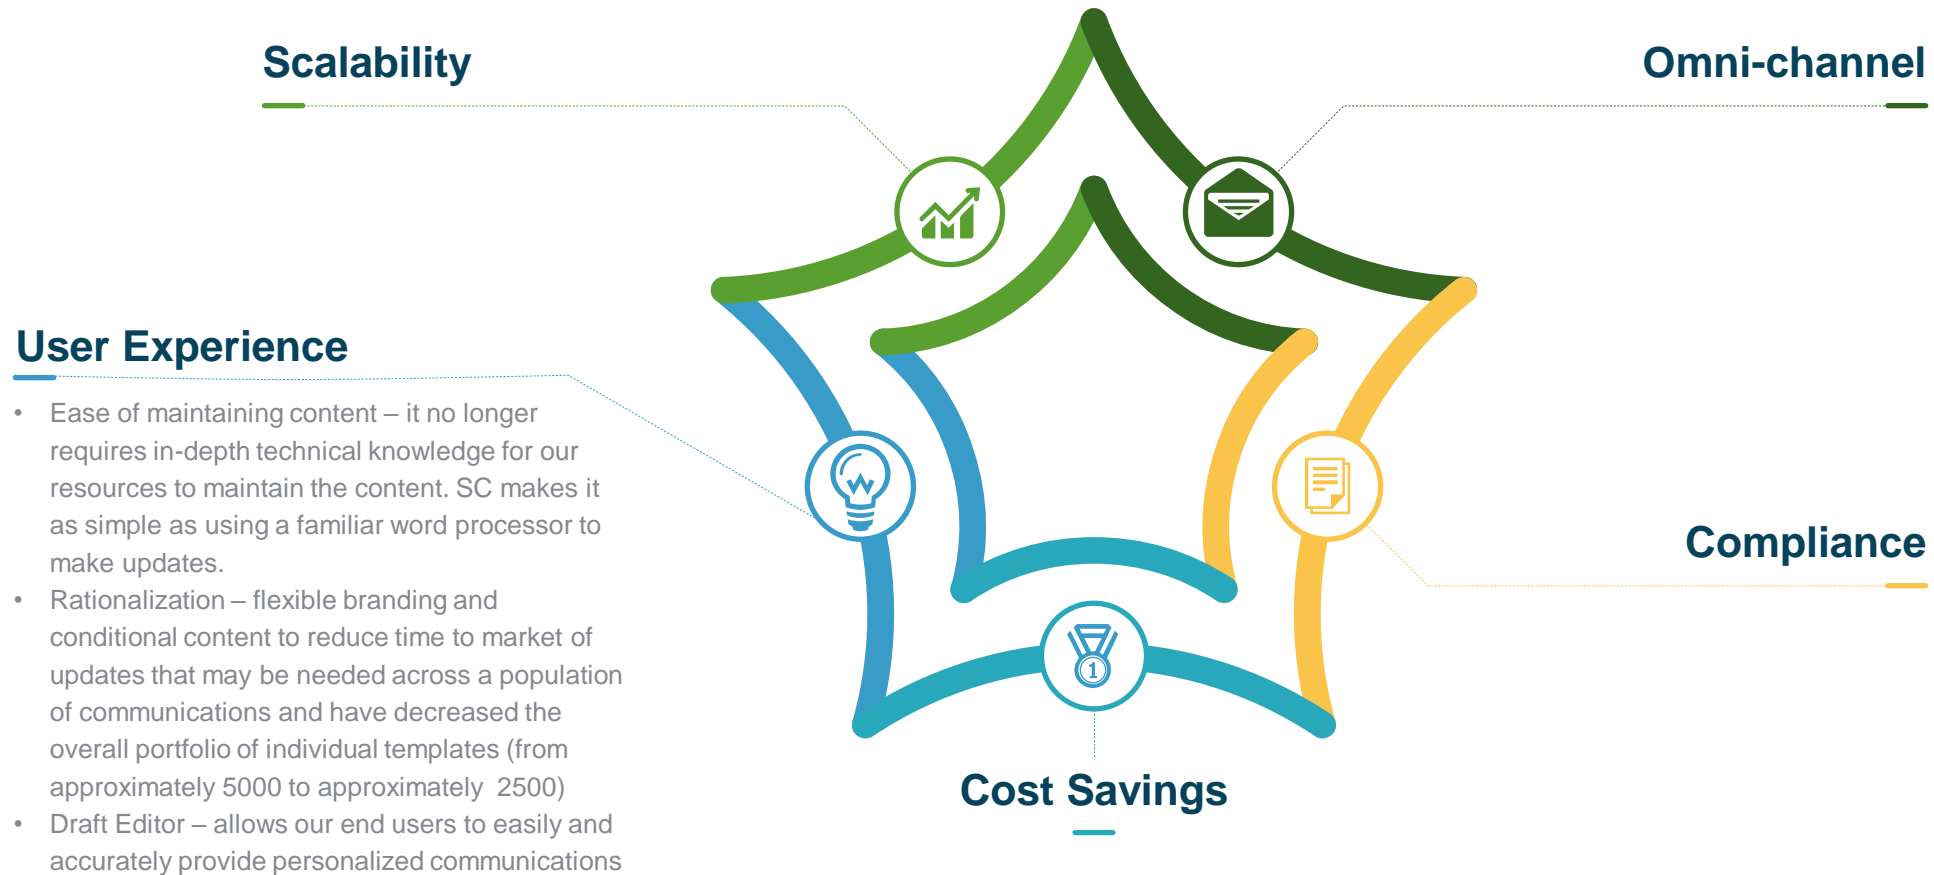 Scalability
Omni-channel
User Experience
• Ease of maintaining content – it no longer
requires in-depth technical knowledge for our
resources to maintain the content. SC makes it
as simple as using a familiar word processor to
make updates.
• Rationalization – flexible branding and
conditional content to reduce time to market of
updates that may be needed across a population
of communications and have decreased the
overall portfolio of individual templates (from
approximately 5000 to approximately  2500)
• Draft Editor – allows our end users to easily and
accurately provide personalized communications
Compliance
1
Cost Savings